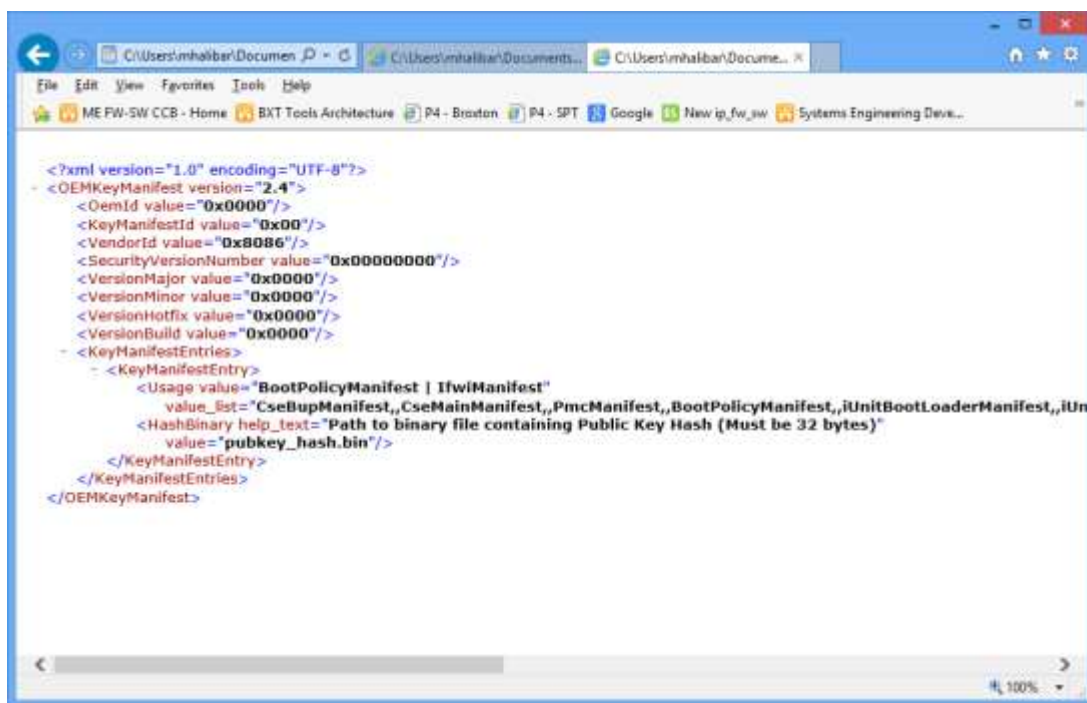 C:\Users\mhalibar\Documen
C:\Users\mhalibar\Documents...
C:\Users\mhalibar\Docume...
File Edit View Favorites Tools Help
ME FW-SW CCB - Home BXT Tools Architecture P4 - Broxton P4 - SPT Google New ip_fw_sw Systems Engineering Deve...
<?xml version="1.0" encoding="UTF-8"?>
- <OEMKeyManifest version="2.4">
<OemId value="0x0000"/>
<KeyManifestId value="0x00"/>
<VendorId value="0x8086"/>
<SecurityVersionNumber value="0x00000000"/>
<VersionMajor value="0x0000"/>
<VersionMinor value="0x0000"/>
<VersionHotfix value="0x0000"/>
<VersionBuild value="0x0000"/>
- <KeyManifestEntries>
- <KeyManifestEntry>
<Usage value="BootPolicyManifest | IfwiManifest"
value_list="CseBupManifest,,CseMainManifest,,PmcManifest,,BootPolicyManifest,,iUnitBootLoaderManifest,,iUn
<HashBinary help_text="Path to binary file containing Public Key Hash (Must be 32 bytes)"
value="pubkey_hash.bin"/>
</KeyManifestEntry>
</KeyManifestEntries>
</OEMKeyManifest>
100%